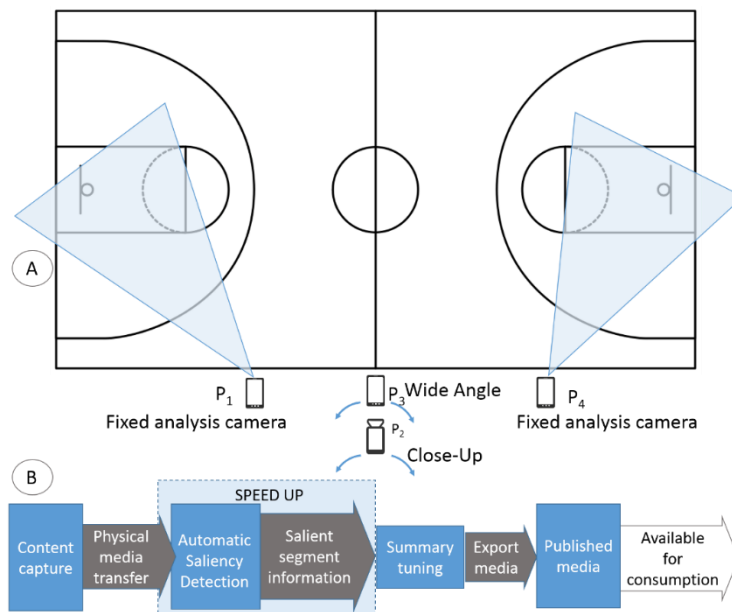 A
P1
P3 Wide Angle
P4
Fixed analysis camera
P2
Fixed analysis camera
Close-Up
B
SPEED UP
Content
capture
Physical
media
transfer
Automatic
Saliency
Detection
Salient
segment
information
Summary
tuning
Export
media
Published
media
Available
for
consumption